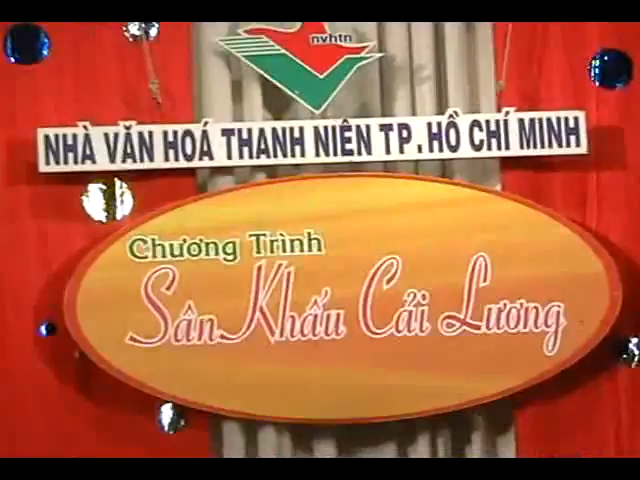 nvhtn
NHÀ VĂN HOÁ THANH NIÊN TP. HỒ CHÍ MINH
Chương Trình
Sân Khấu Cải Lương